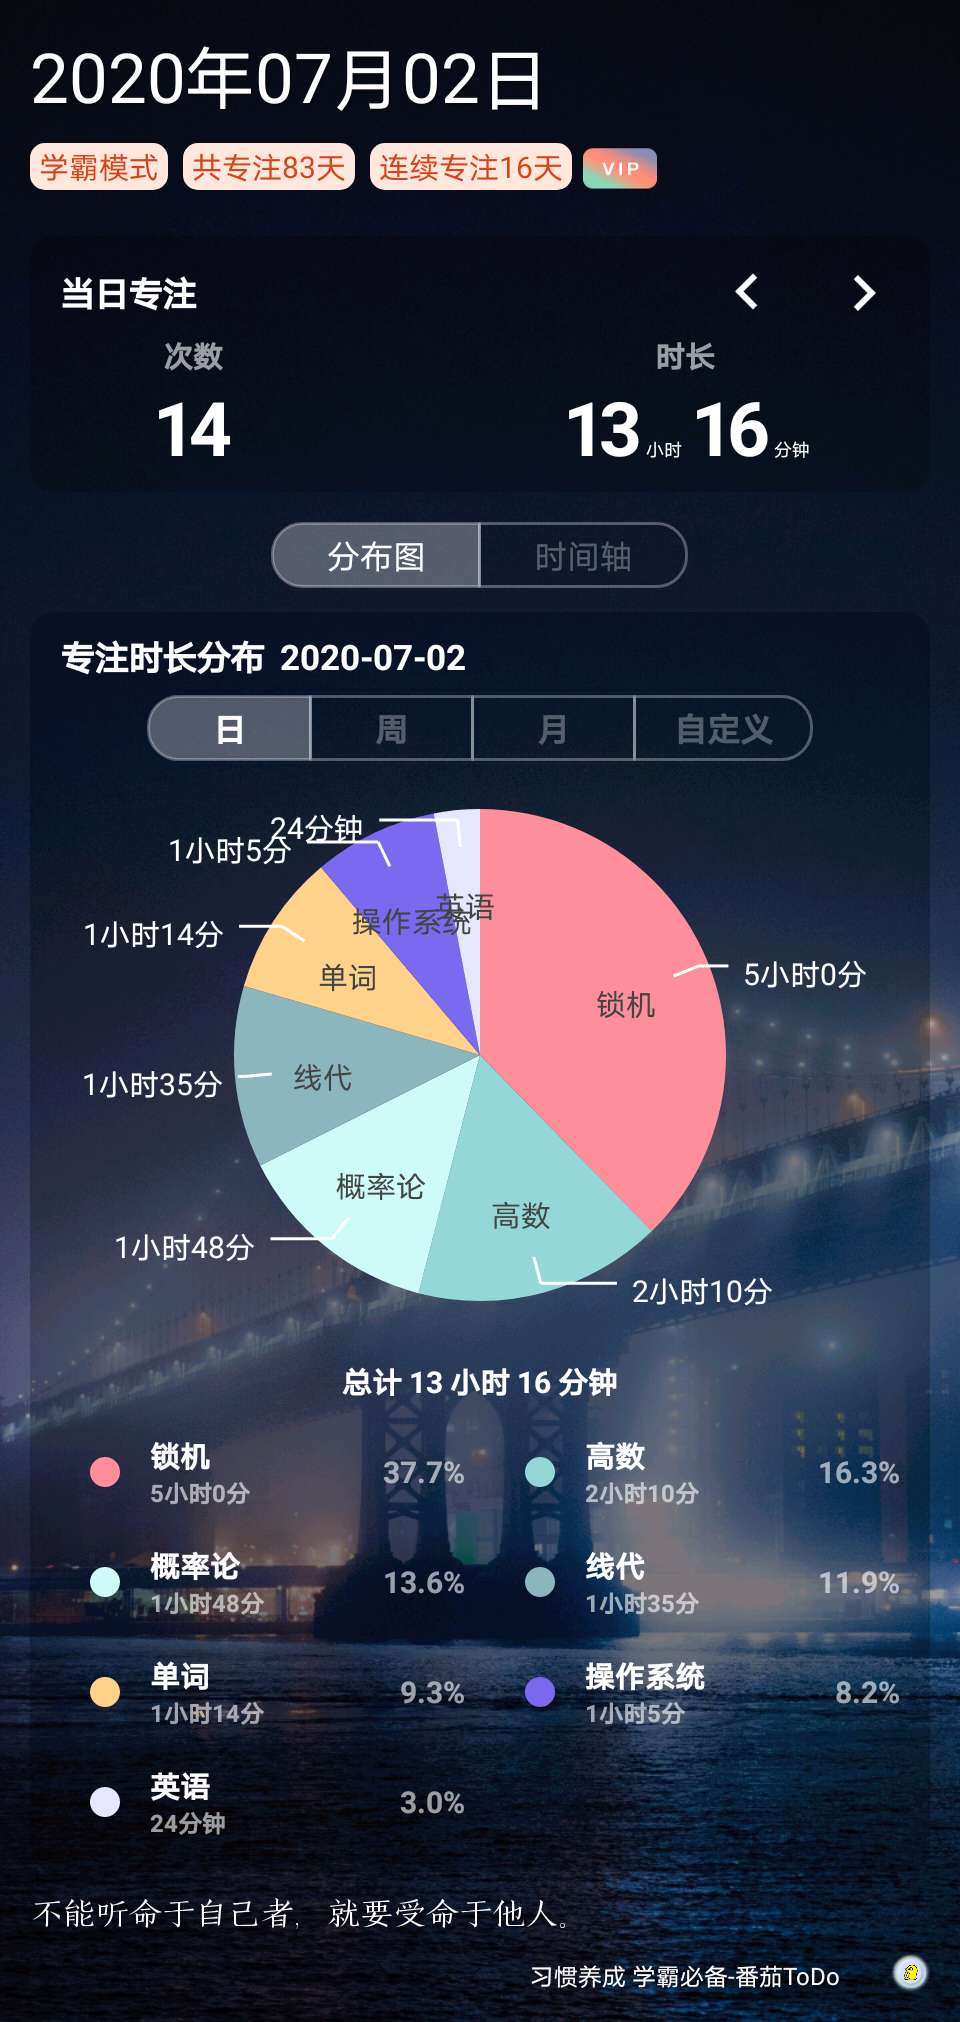 2020年07月02日
学霸模式 共专注83天 连续专注16天 VIP
当日专注
次数 时长
14 13 小时 16 分钟
分布图 时间轴
专注时长分布 2020-07-02
日 周 月 自定义
24分钟
1小时5分
英语
操作系统
1小时14分
单词
5小时0分
锁机
1小时35分 线代
概率论
高数
1小时48分
2小时10分
总计 13 小时 16 分钟
锁机 37.7% 高数 16.3%
5小时0分 2小时10分
概率论 13.6% 线代 11.9%
1小时48分 1小时35分
单词 9.3% 操作系统 8.2%
1小时14分 1小时5分
英语 3.0%
24分钟
不能听命于自己者，就要受命于他人。
习惯养成 学霸必备-番茄ToDo